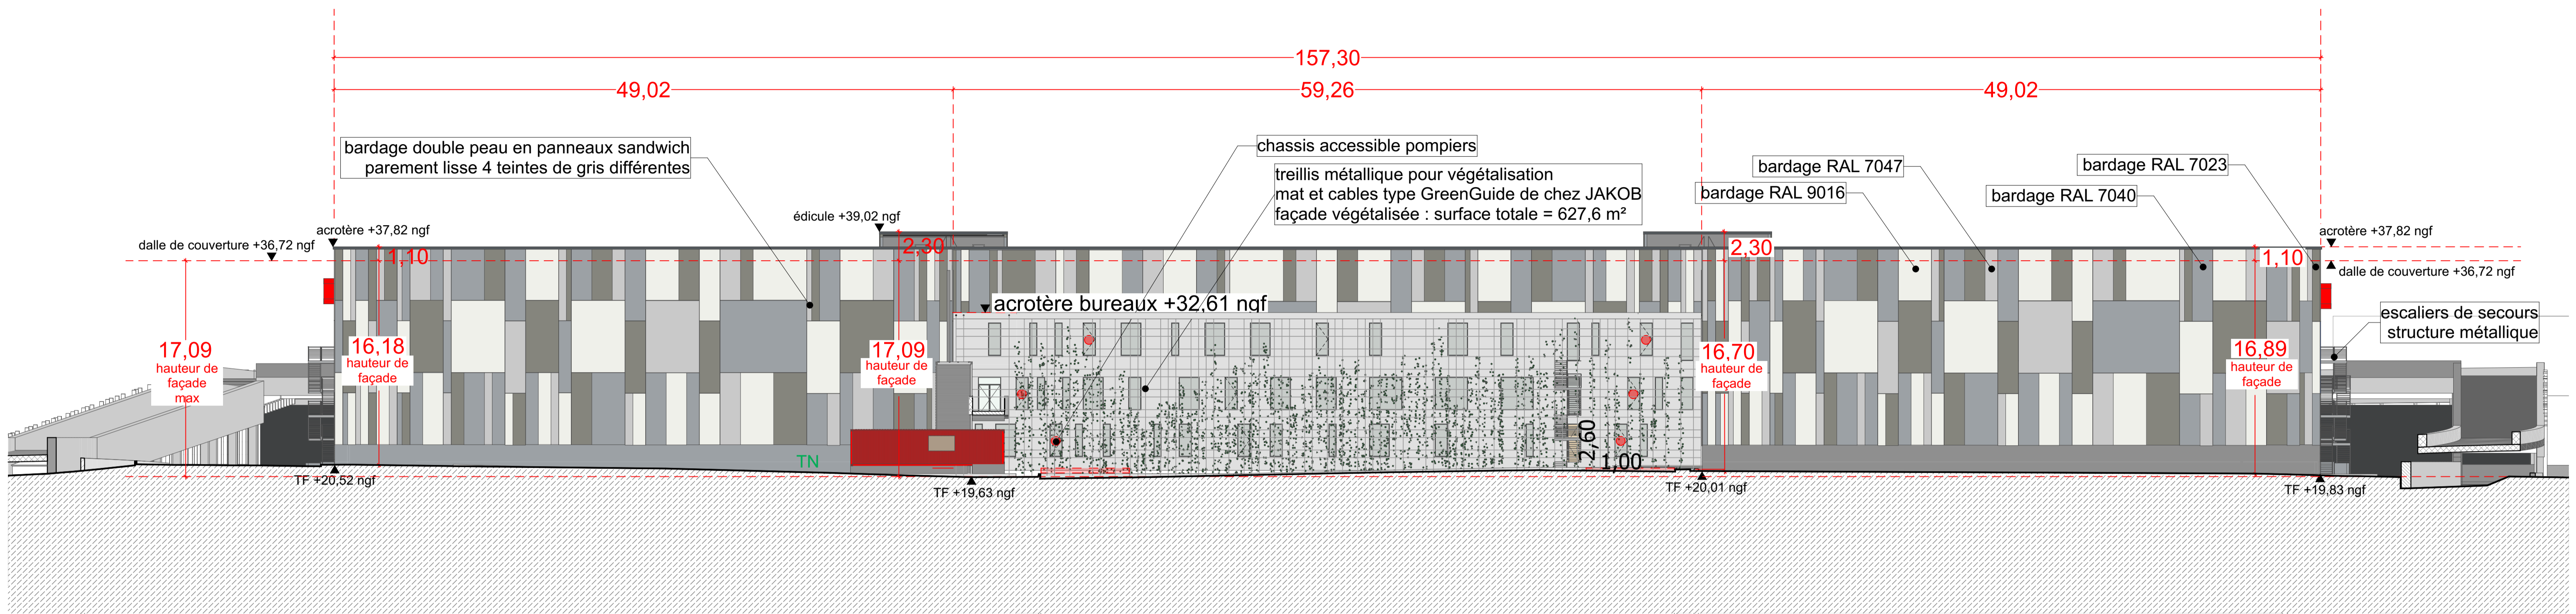 157,30
49,02
59,26
49,02
bardage double peau en panneaux sandwich
parement lisse 4 teintes de gris différentes
chassis accessible pompiers
treillis métallique pour végétalisation
mat et cables type GreenGuide de chez JAKOB
façade végétalisée : surface totale = 627,6 m²
bardage RAL 7047
bardage RAL 9016
bardage RAL 7023
bardage RAL 7040
édicule +39,02 ngf
acrotère +37,82 ngf
dalle de couverture +36,72 ngf
1,10
2,30
2,30
1,10
acrotère +37,82 ngf
dalle de couverture +36,72 ngf
acrotère bureaux +32,61 ngf
escaliers de secours
structure métallique
17,09
hauteur de
façade
max
16,18
hauteur de
façade
17,09
hauteur de
façade
16,70
hauteur de
façade
16,89
hauteur de
façade
2,60
1,00
TN
TF +20,52 ngf
TF +19,63 ngf
TF +20,01 ngf
TF +19,83 ngf